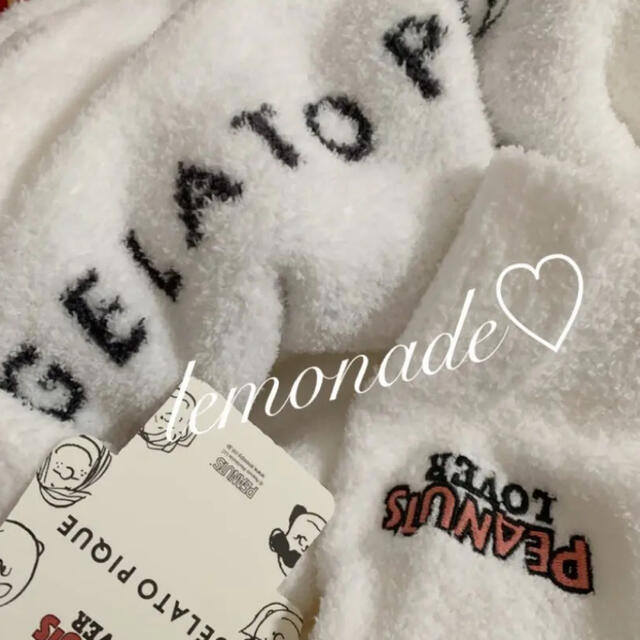 GELATO P
lemonade♡
PEANUTS
LOVER
PEANUTS
GELATO PIQUE